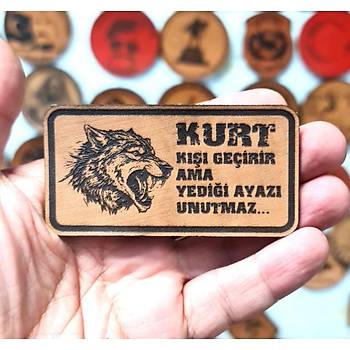 KURT
KIŞI GEÇİRİR
AMA
YEDİĞİ AYAZI
UNUTMAZ...